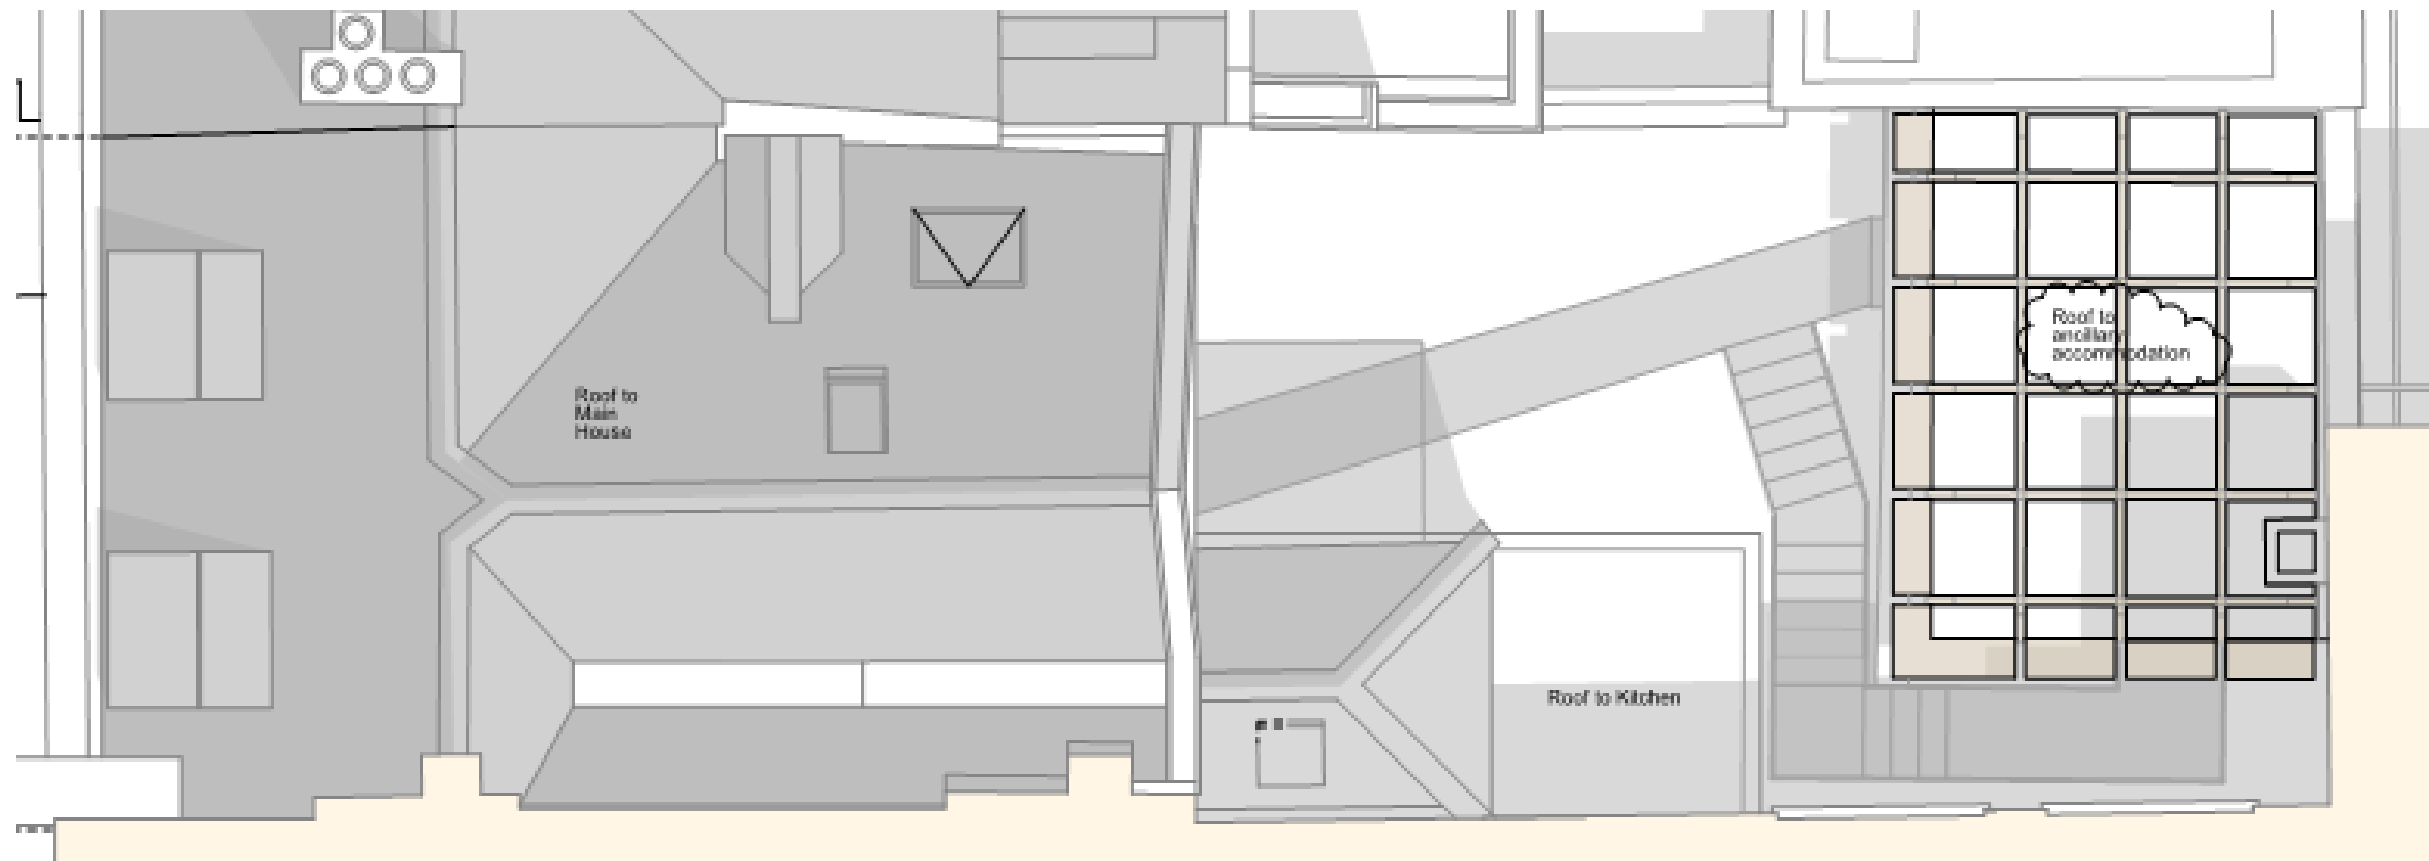 Roof to
ancillary
accommodation
Roof to
Main
House
Roof to Kitchen